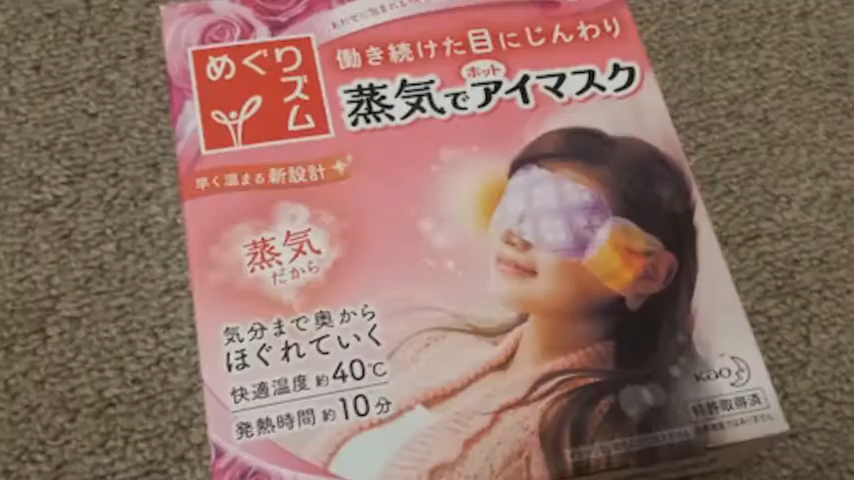 めぐりズム
働き続けた目にじんわり
ホット
蒸気でアイマスク
早く温まる新設計
蒸気
だから
気分まで奥から
ほぐれていく
快適温度 約40℃
発熱時間 約10分
Kao
特許取得済